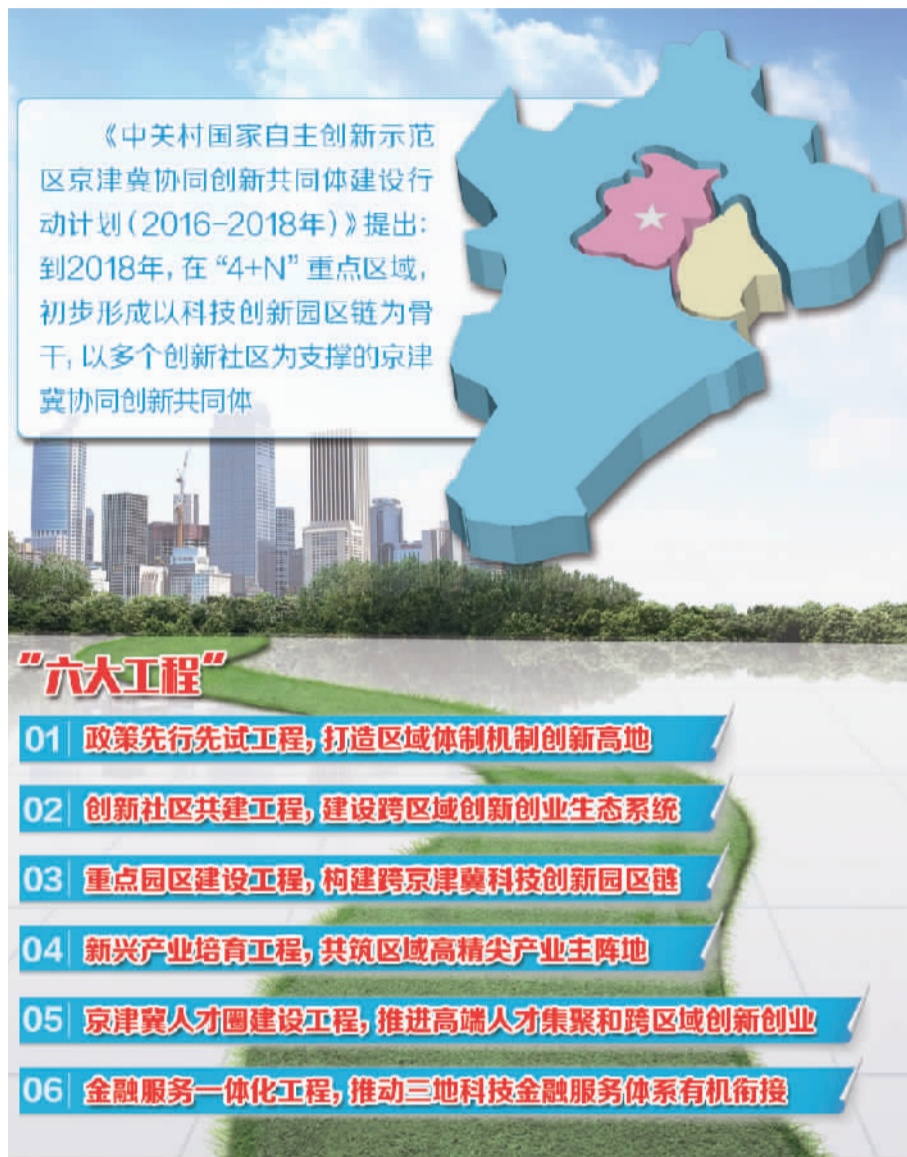 《中关村国家自主创新示范
区京津冀协同创新共同体建设行
动计划(2016-2018年)》提出:
到2018年,在“4+N”重点区域,
初步形成以科技创新园区链为骨
干,以多个创新社区为支撑的京津
冀协同创新共同体
“六大工程”
01 政策先行先试工程,打造区域体制机制创新高地
02 创新社区共建工程,建设跨区域创新创业生态系统
03 重点园区建设工程,构建跨京津冀科技创新园区链
04 新兴产业培育工程,共筑区域高精尖产业主阵地
05 京津冀人才圈建设工程,推进高端人才集聚和跨区域创新创业
06 金融服务一体化工程,推动三地科技金融服务体系有机衔接